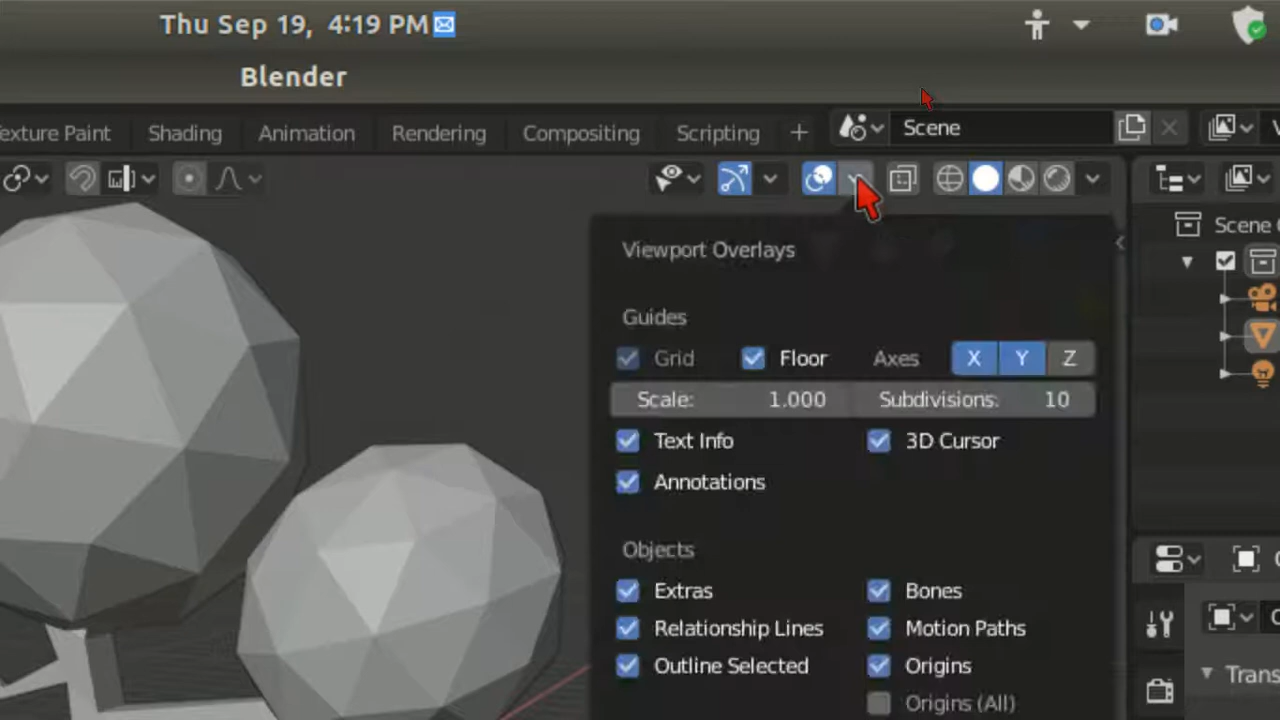 Thu Sep 19, 4:19 PM
Blender
Texture Paint Shading Animation Rendering Compositing Scripting + Scene
Viewport Overlays
Scene
Guides
Grid Floor Axes X Y Z
Scale: 1.000 Subdivisions: 10
Text Info 3D Cursor
Annotations
Objects
Extras Bones
Relationship Lines Motion Paths
Outline Selected Origins
Trans
Origins (All)